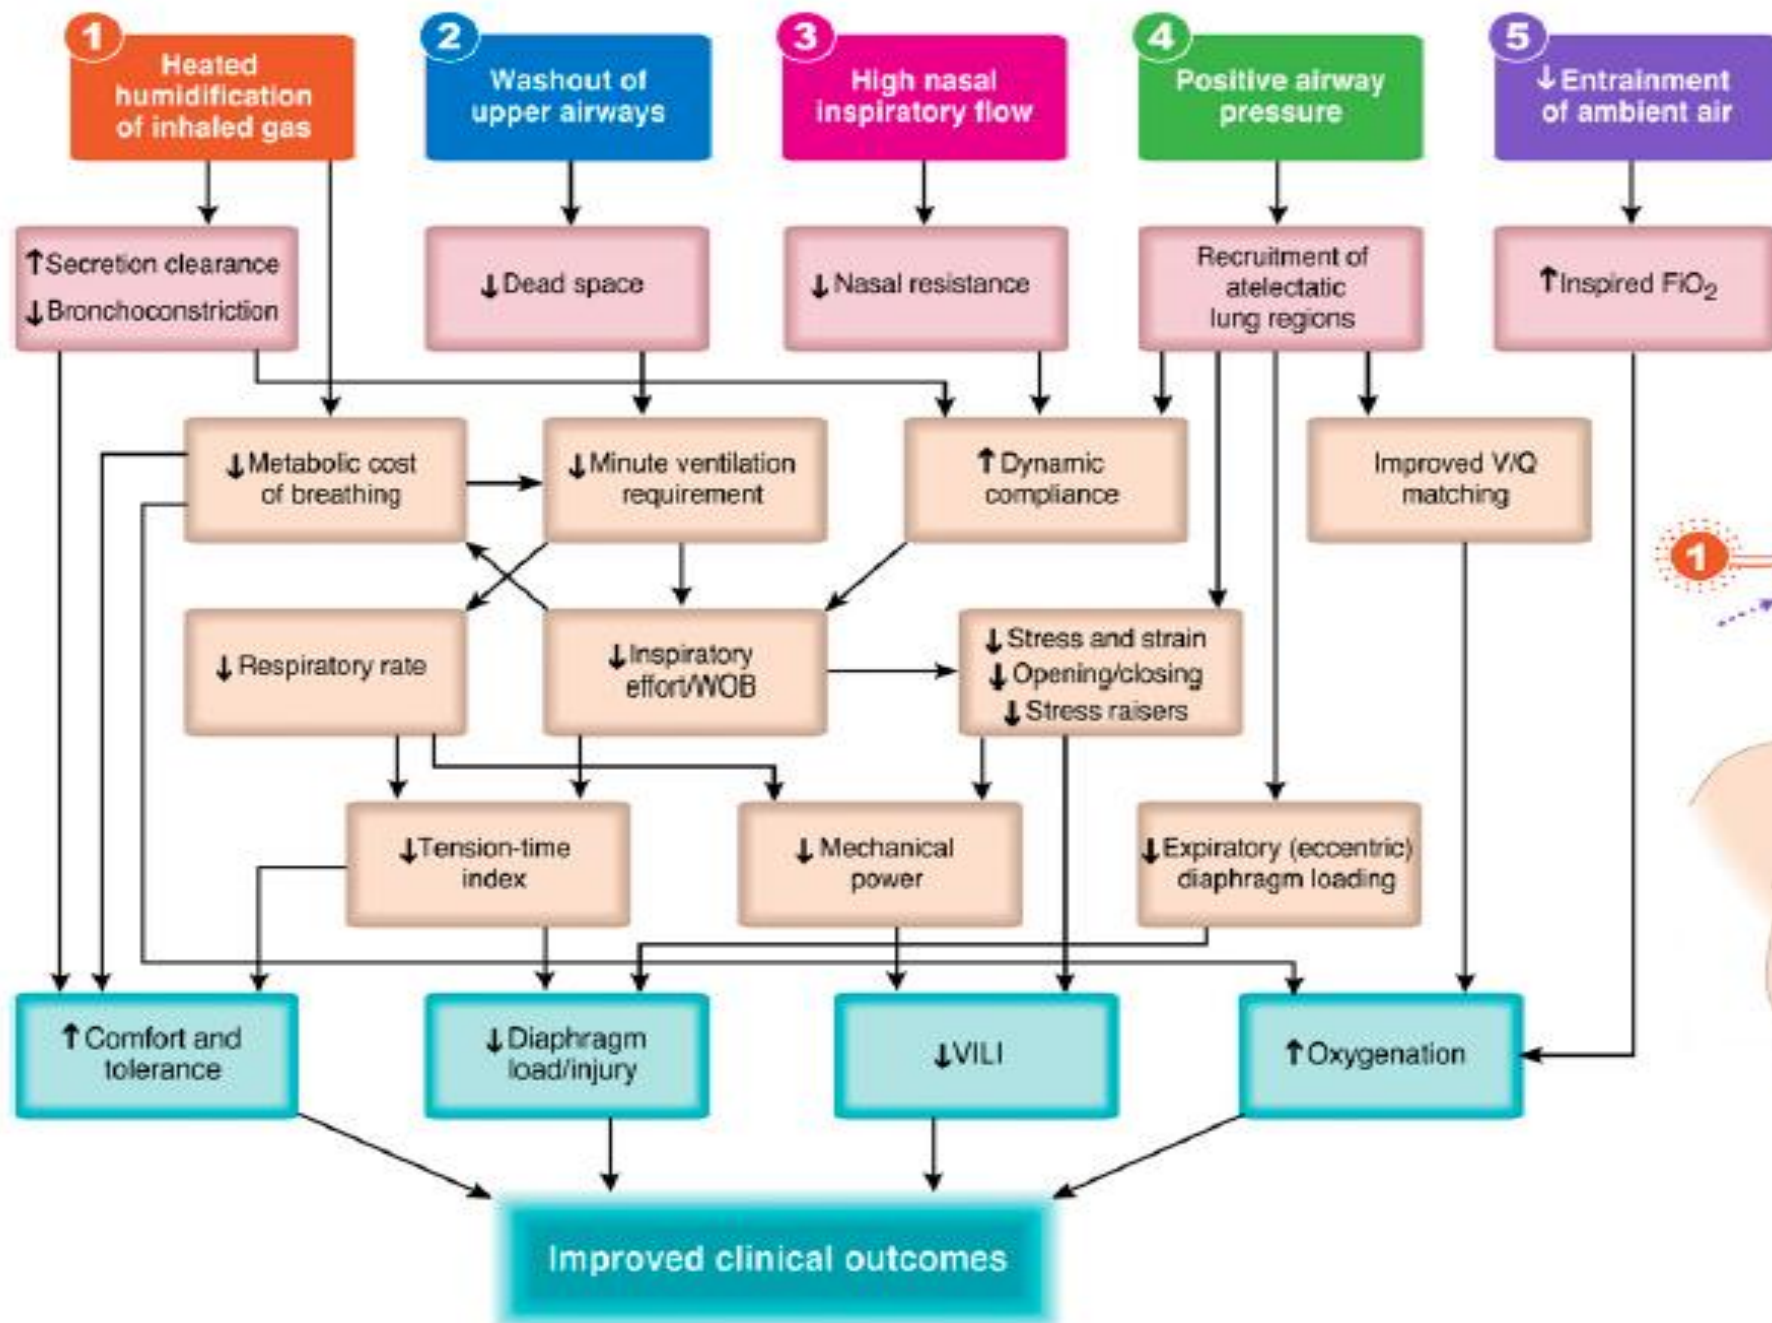 1
Heated
humidification
of inhaled gas
2
Washout of
upper airways
3
High nasal
inspiratory flow
4
Positive airway
pressure
5
↓ Entrainment
of ambient air
↑ Secretion clearance
↓ Bronchoconstriction
↓ Dead space
↓ Nasal resistance
Recruitment of
atelectatic
lung regions
↑ Inspired FiO₂
↓ Metabolic cost
of breathing
↓ Minute ventilation
requirement
↑ Dynamic
compliance
Improved V/Q
matching
1
↓ Respiratory rate
↓ Inspiratory
effort/WOB
↓ Stress and strain
↓ Opening/closing
↓ Stress raisers
↓ Tension-time
index
↓ Mechanical
power
↓ Expiratory (eccentric)
diaphragm loading
↑ Comfort and
tolerance
↓ Diaphragm
load/injury
↓ VILI
↑ Oxygenation
Improved clinical outcomes